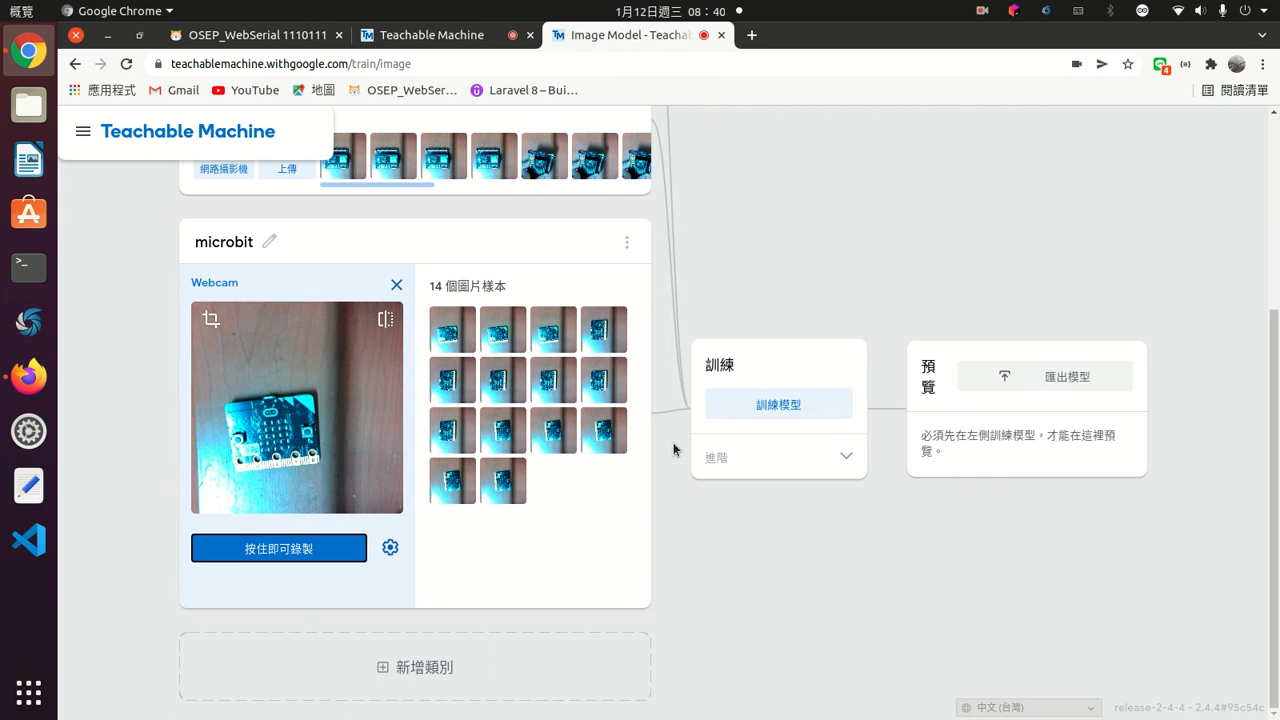 概覽
Google Chrome
1月12日週三 08：40
OSEP_WebSerial 1110111
Teachable Machine
Image Model - Teachab
teachablemachine.withgoogle.com/train/image
4
應用程式
Gmail
YouTube
地圖
OSEP_WebSer…
Laravel 8 – Bui…
閱讀清單
Teachable Machine
網路攝影機
上傳
microbit
Webcam
14 個圖片樣本
按住即可錄製
訓練
訓練模型
進階
預覽
匯出模型
必須先在左側訓練模型，才能在這裡預
覽。
新增類別
中文 (台灣)
release-2-4-4 - 2.4.4#95c54c